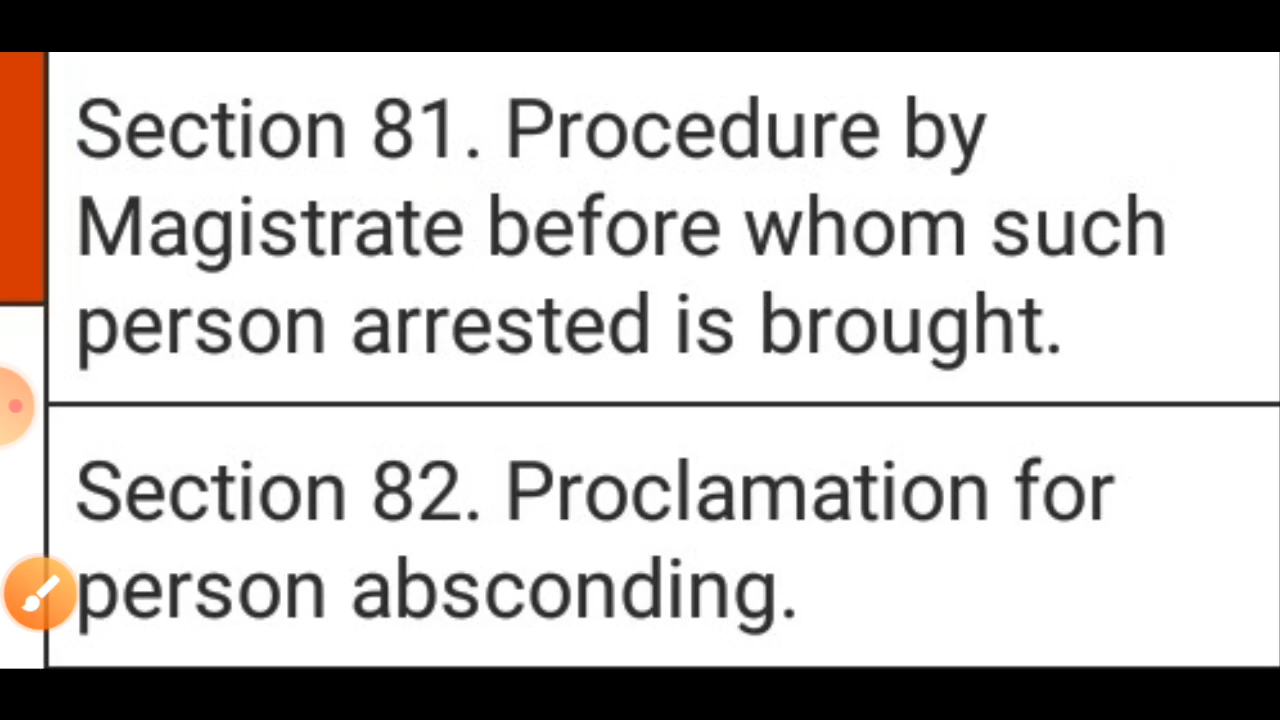 Section 81. Procedure by
Magistrate before whom such
person arrested is brought.
Section 82. Proclamation for
person absconding.